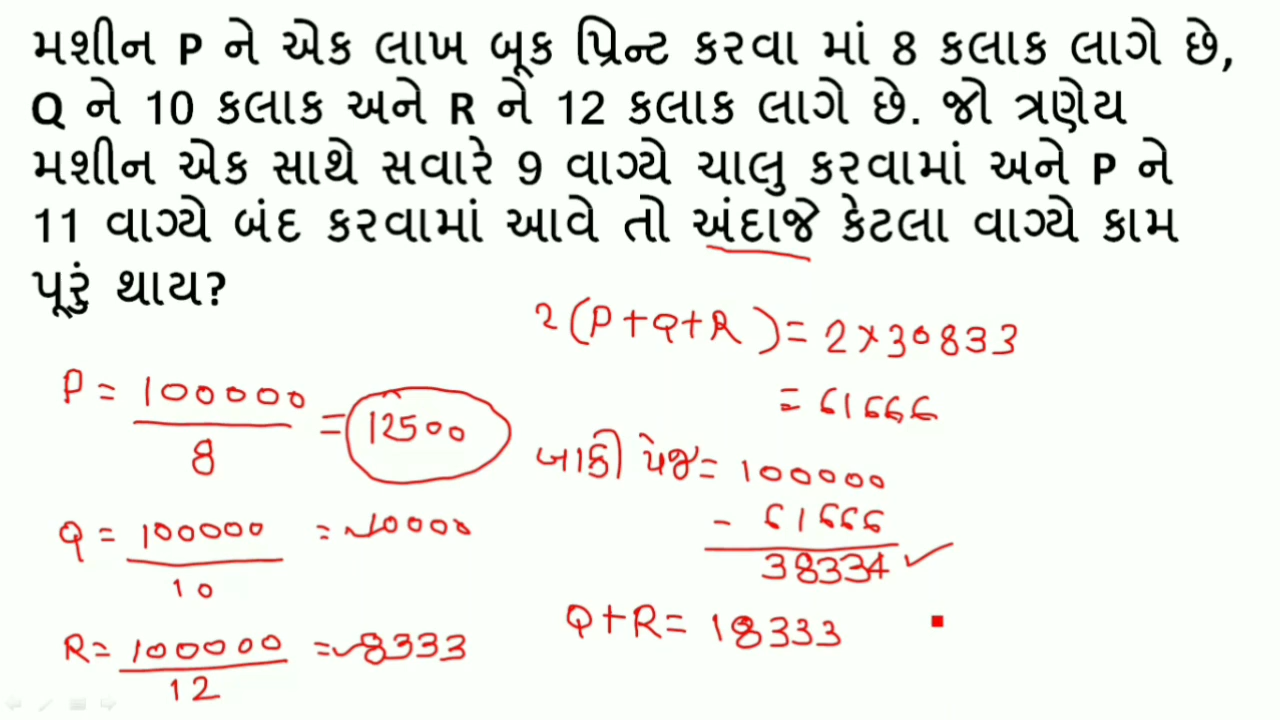 મશીન P ને એક લાખ બૂક પ્રિન્ટ કરવા માં 8 કલાક લાગે છે,
Q ને 10 કલાક અને R ને 12 કલાક લાગે છે. જો ત્રણેય
મશીન એક સાથે સવારે 9 વાગ્યે ચાલુ કરવામાં અને P ને
11 વાગ્યે બંદ કરવામાં આવે તો અંદાજે કેટલા વાગ્યે કામ
પૂરું થાય?
P = 100000 / 8 = 12500
Q = 100000 / 10 = 10000
R = 100000 / 12 = 8333
2 (P + Q + R) = 2 × 30833
= 61666
બાકી પેજ = 100000
- 61666
38334 ✓
Q + R = 18333